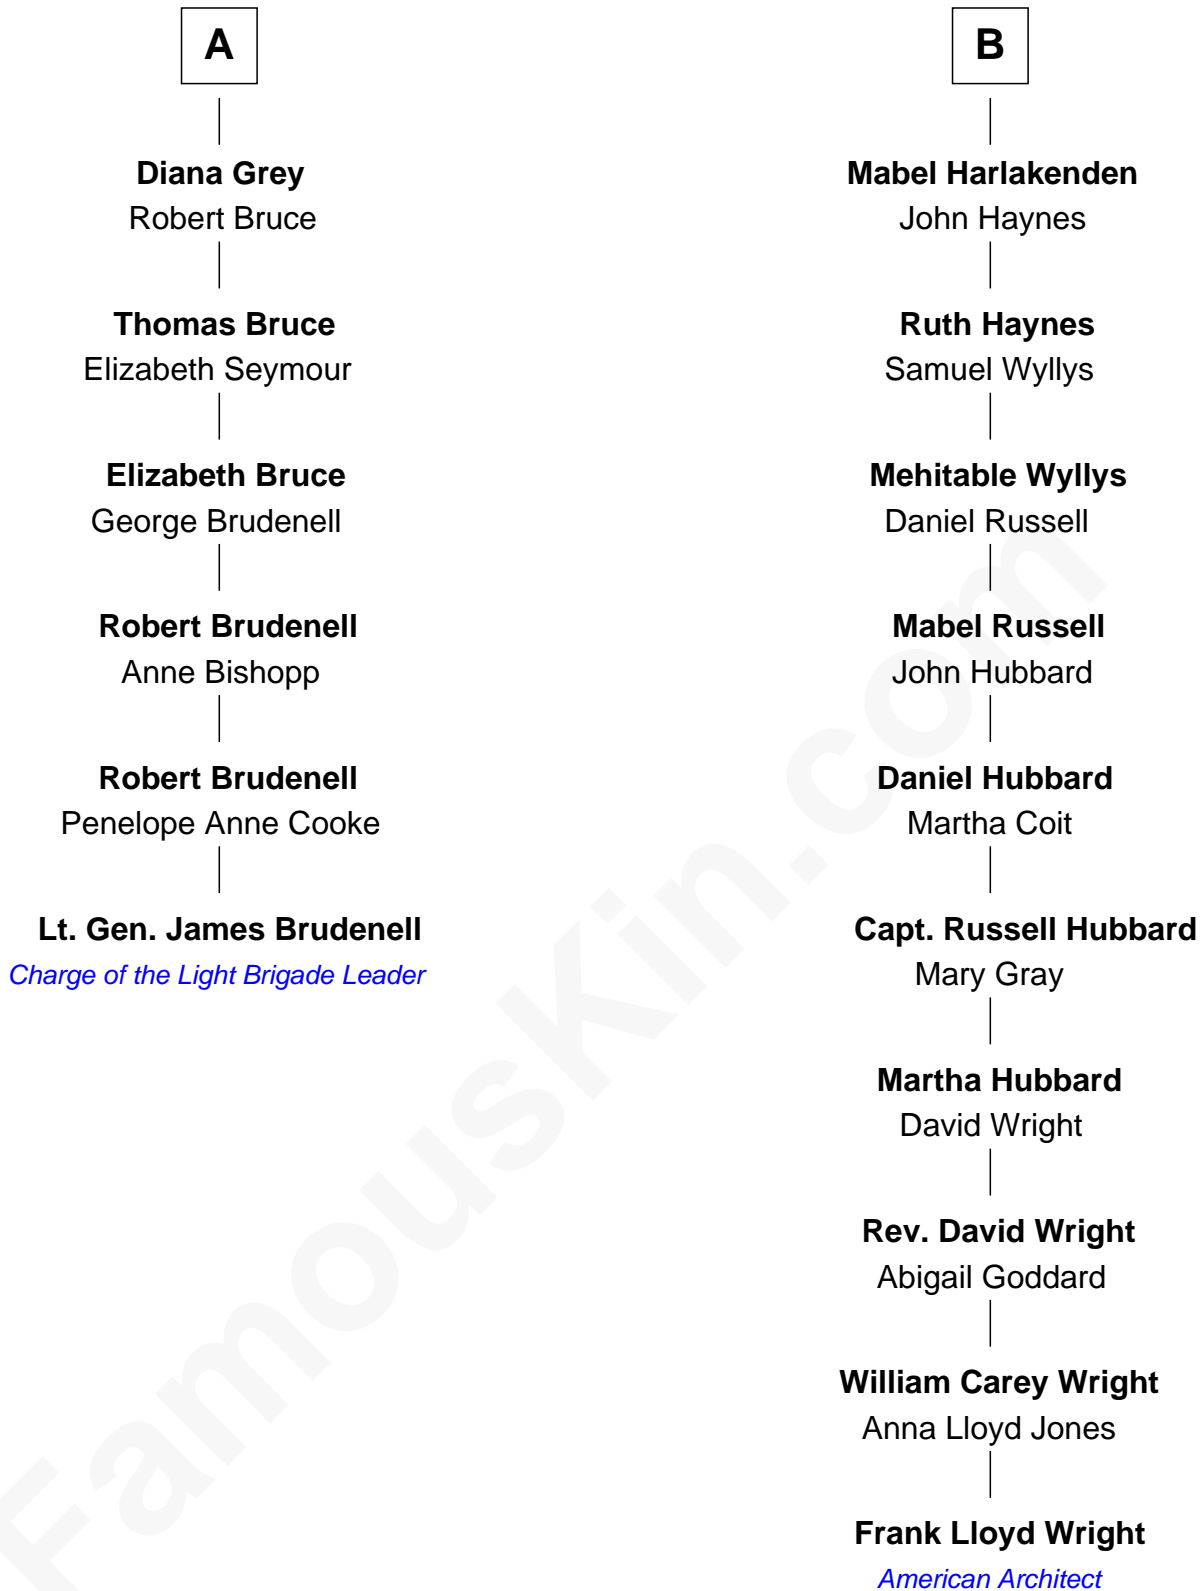 A
Diana Grey
Robert Bruce
Thomas Bruce
Elizabeth Seymour
Elizabeth Bruce
George Brudenell
Robert Brudenell
Anne Bishopp
Robert Brudenell
Penelope Anne Cooke
Lt. Gen. James Brudenell
Charge of the Light Brigade Leader
B
Mabel Harlakenden
John Haynes
Ruth Haynes
Samuel Wyllys
Mehitable Wyllys
Daniel Russell
Mabel Russell
John Hubbard
Daniel Hubbard
Martha Coit
Capt. Russell Hubbard
Mary Gray
Martha Hubbard
David Wright
Rev. David Wright
Abigail Goddard
William Carey Wright
Anna Lloyd Jones
Frank Lloyd Wright
American Architect
FamousKin.com